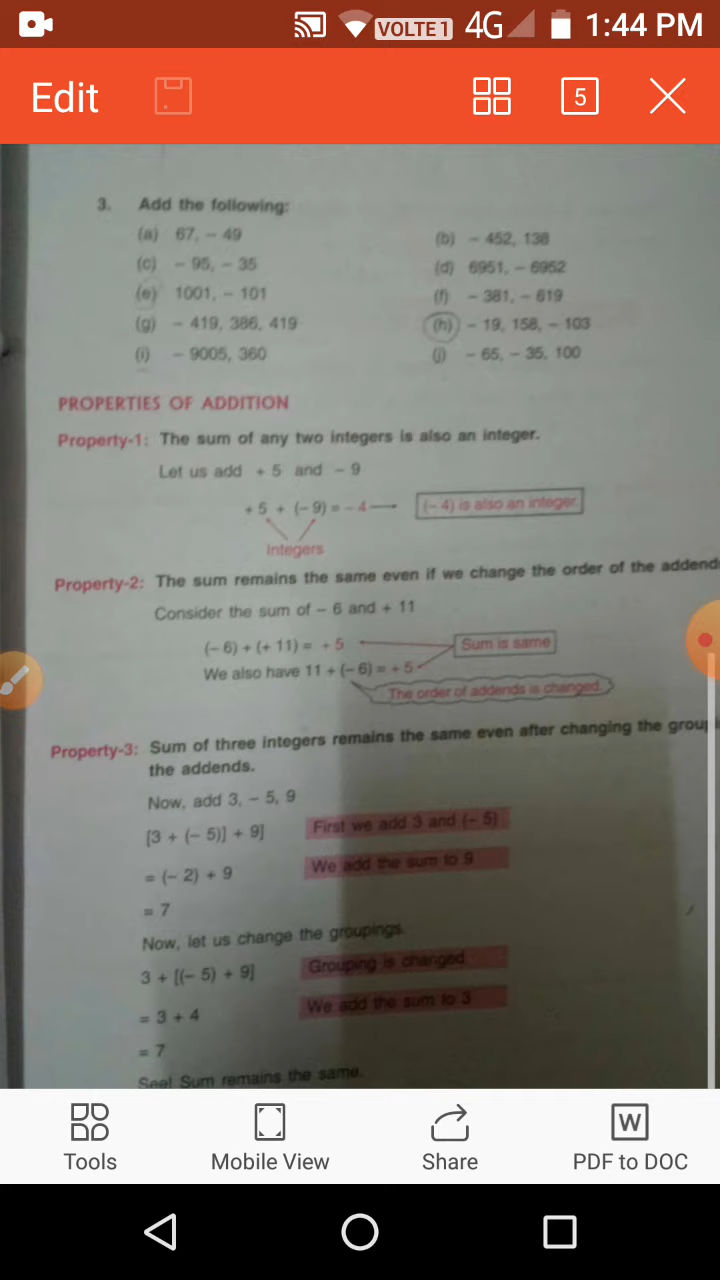 VOLTE 1 4G 1:44 PM
Edit 5
3. Add the following:
(a) 67, – 49 (b) – 452, 138
(c) – 95, – 35 (d) 6951, – 6952
(e) 1001, – 101 (f) – 381, – 619
(g) – 419, 386, 419 (h) – 19, 158, – 103
(i) – 9005, 360 (j) – 65, – 35, 100
PROPERTIES OF ADDITION
Property-1: The sum of any two integers is also an integer.
Let us add + 5 and – 9
+ 5 + (– 9) = – 4 (– 4) is also an integer.
Integers
Property-2: The sum remains the same even if we change the order of the addend
Consider the sum of – 6 and + 11
(– 6) + (+ 11) = + 5 Sum is same
We also have 11 + (– 6) = + 5
The order of addends is changed.
Property-3: Sum of three integers remains the same even after changing the group
the addends.
Now, add 3, – 5, 9
[3 + (– 5)] + 9] First we add 3 and (– 5)
= (– 2) + 9 We add the sum to 9
= 7
Now, let us change the groupings.
3 + [(– 5) + 9] Grouping is changed
= 3 + 4 We add the sum to 3
= 7
See! Sum remains the same.
Tools Mobile View Share PDF to DOC
W